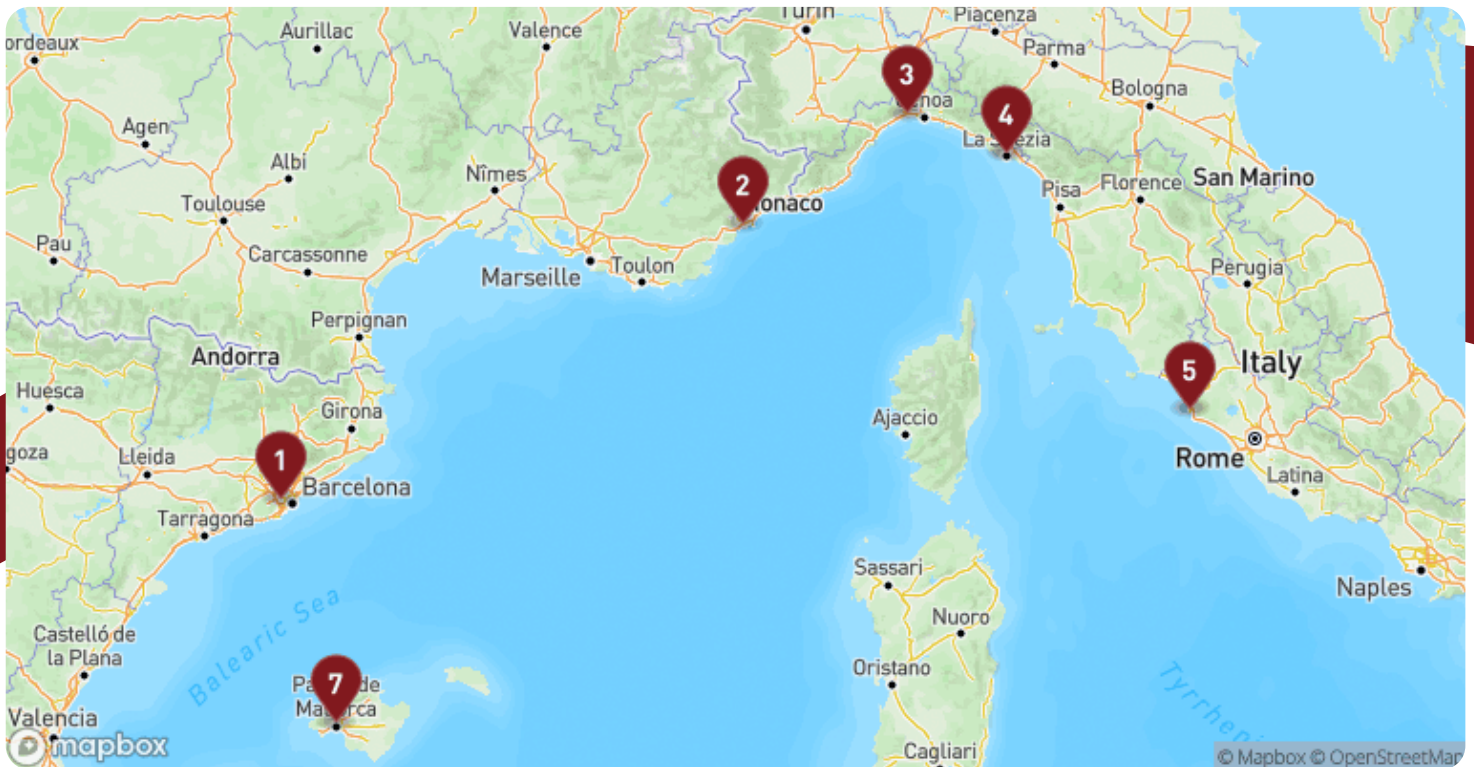 Turin
Piacenza
Aurillac
Valence
ordeaux
Parma
3
Bologna
enoa
4
Agen
La Spezia
Albi
Nîmes
2
Pisa
Florence
San Marino
Toulouse
onaco
Pau
Carcassonne
Marseille
Toulon
Perugia
Perpignan
Andorra
5
Italy
Huesca
Girona
Ajaccio
goza
Lleida
1
Barcelona
Rome
Latina
Tarragona
Sassari
Naples
Balearic Sea
Nuoro
Castelló de
la Plana
Oristano
7
Palma de
Mallorca
Tyrrheni
Valencia
mapbox
Cagliari
© Mapbox © OpenStreetMap